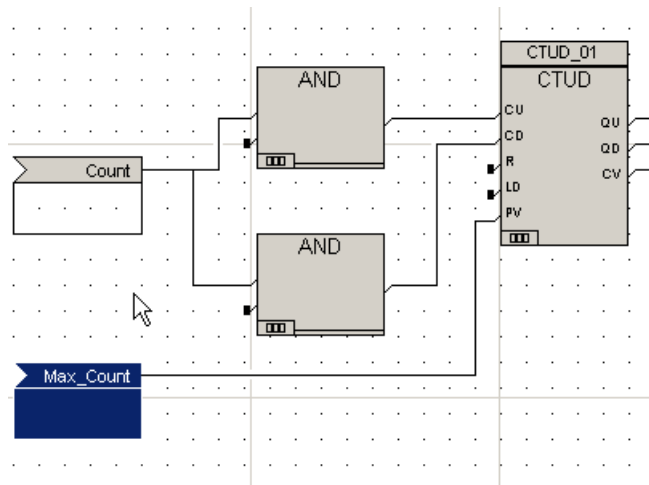 CTUD_01
AND
CTUD
CU
QU
CD
QD
Count
R
CV
LD
PV
AND
Max_Count